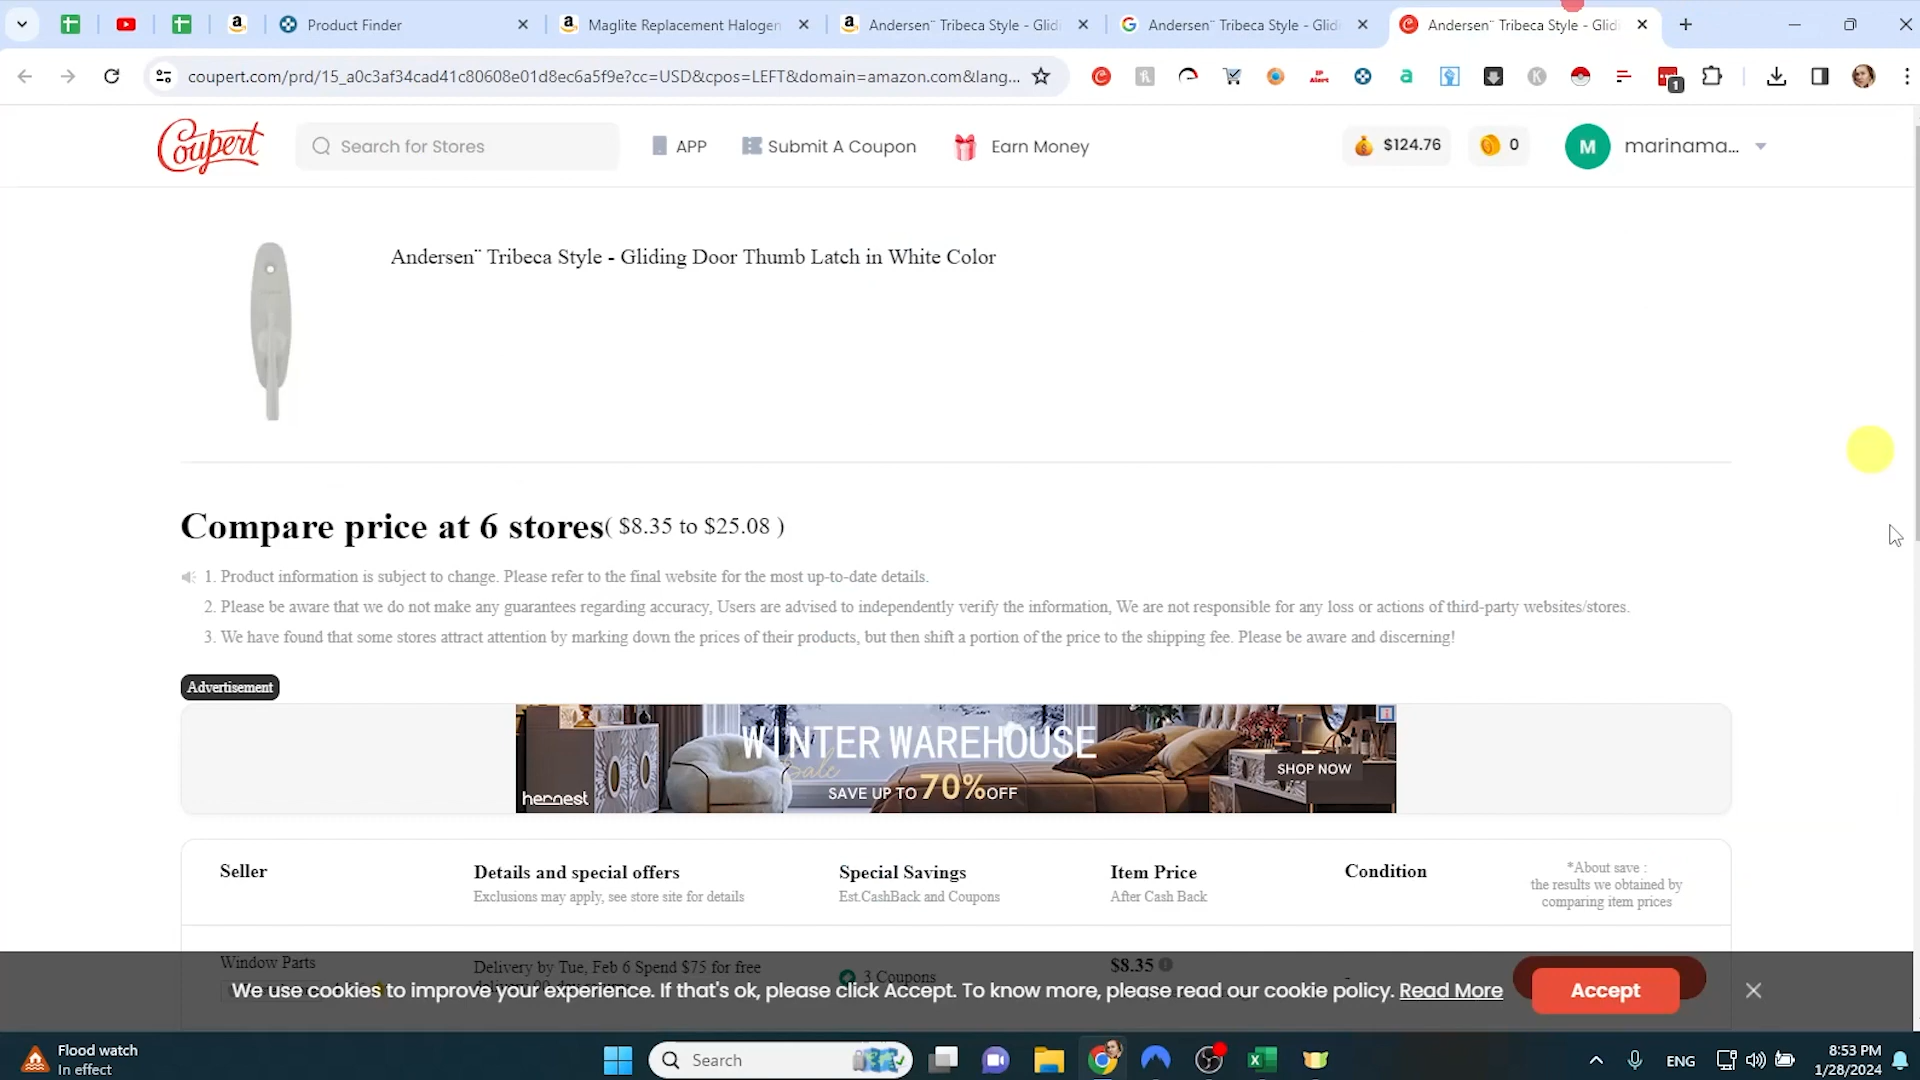 Product Finder
Maglite Replacement Halogen
Andersen¨ Tribeca Style - Glid
Andersen¨ Tribeca Style - Glid
Andersen¨ Tribeca Style - Glid
coupert.com/prd/15_a0c3af34cad41c80608e01d8ec6a5f9e?cc=USD&cpos=LEFT&domain=amazon.com&lang...
Coupert
Search for Stores
APP
Submit A Coupon
Earn Money
$124.76
0
M
marinama...
Andersen¨ Tribeca Style - Gliding Door Thumb Latch in White Color
Compare price at 6 stores( $8.35 to $25.08 )
1. Product information is subject to change. Please refer to the final website for the most up-to-date details.
2. Please be aware that we do not make any guarantees regarding accuracy, Users are advised to independently verify the information, We are not responsible for any loss or actions of third-party websites/stores.
3. We have found that some stores attract attention by marking down the prices of their products, but then shift a portion of the price to the shipping fee. Please be aware and discerning!
Advertisement
WINTER WAREHOUSE
Sale
SAVE UP TO 70% OFF
SHOP NOW
hernest
Seller
Details and special offers
Exclusions may apply, see store site for details
Special Savings
Est.CashBack and Coupons
Item Price
After Cash Back
Condition
*About save :
the results we obtained by
comparing item prices
Window Parts
Delivery by Tue, Feb 6 Spend $75 for free
3 Coupons
$8.35
We use cookies to improve your experience. If that's ok, please click Accept. To know more, please read our cookie policy. Read More
Accept
Flood watch
In effect
Search
ENG
8:53 PM
1/28/2024